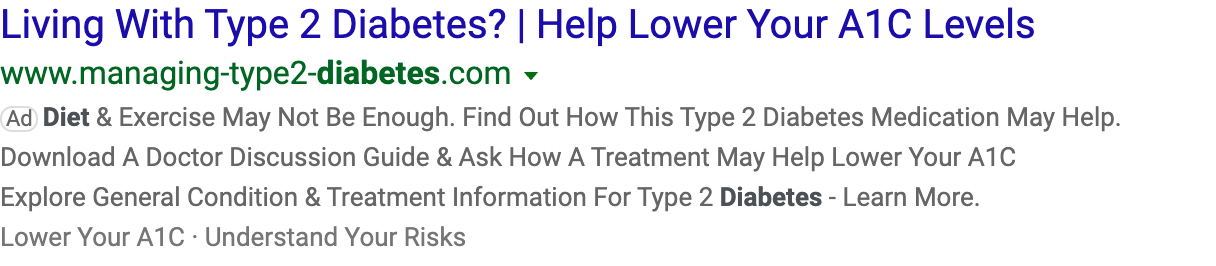 Living With Type 2 Diabetes? | Help Lower Your A1C Levels
www.managing-type2-diabetes.com
Ad Diet & Exercise May Not Be Enough. Find Out How This Type 2 Diabetes Medication May Help.
Download A Doctor Discussion Guide & Ask How A Treatment May Help Lower Your A1C
Explore General Condition & Treatment Information For Type 2 Diabetes - Learn More.
Lower Your A1C · Understand Your Risks